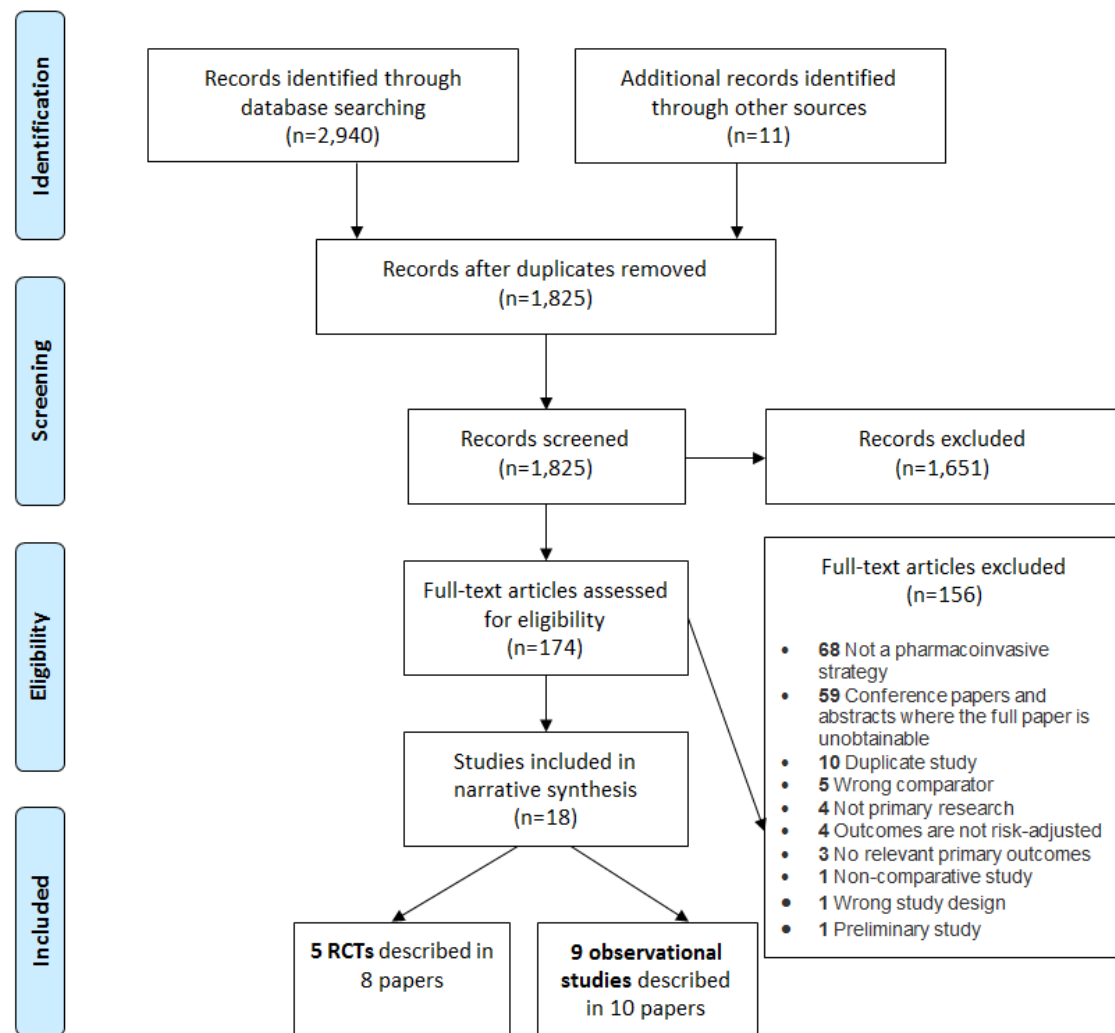 Identification
Records identified through
database searching
(n=2,940)
Additional records identified
through other sources
(n=11)
Records after duplicates removed
(n=1,825)
Screening
Records screened
(n=1,825)
Records excluded
(n=1,651)
Eligibility
Full-text articles assessed
for eligibility
(n=174)
Full-text articles excluded
(n=156)
• 68 Not a pharmacoinvasive
strategy
• 59 Conference papers and
abstracts where the full paper is
unobtainable
• 10 Duplicate study
• 5 Wrong comparator
• 4 Not primary research
• 4 Outcomes are not risk-adjusted
• 3 No relevant primary outcomes
• 1 Non-comparative study
• 1 Wrong study design
• 1 Preliminary study
Studies included in
narrative synthesis
(n=18)
Included
5 RCTs described in
8 papers
9 observational
studies described
in 10 papers